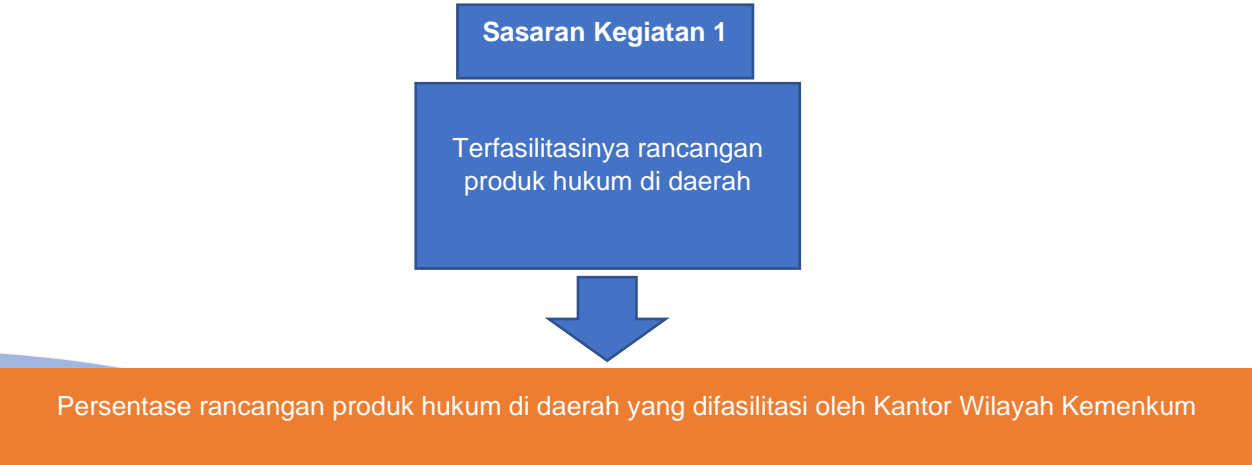 Sasaran Kegiatan 1
Terfasilitasinya rancangan
produk hukum di daerah
Persentase rancangan produk hukum di daerah yang difasilitasi oleh Kantor Wilayah Kemenkum